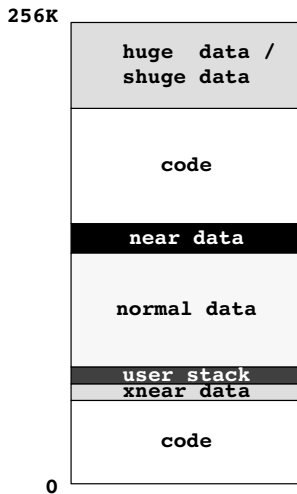 256K
huge data /
shuge data
code
near data
normal data
user stack
xnear data
code
0